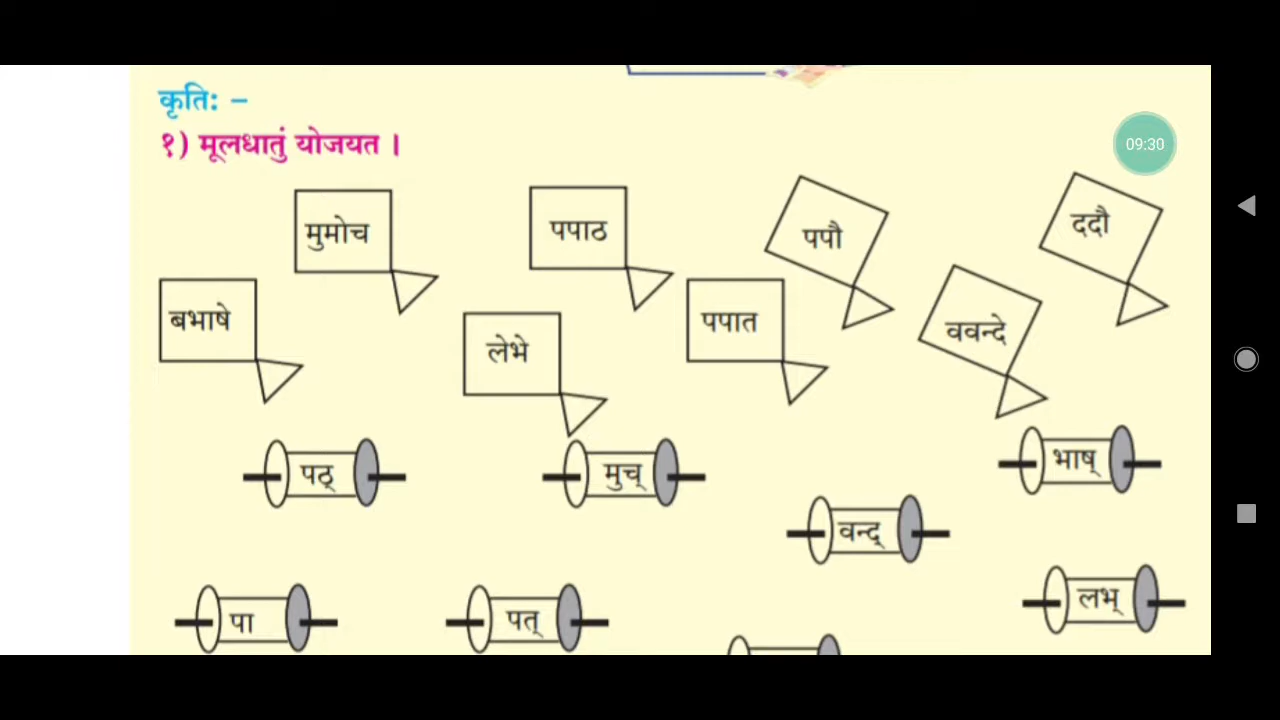 कृति: –
१) मूलधातुं योजयत ।
09:30
मुमोच
पपाठ
पपौ
ददौ
बभाषे
लेभे
पपात
ववन्दे
पठ्
मुच्
वन्द्
भाष्
पा
पत्
लभ्